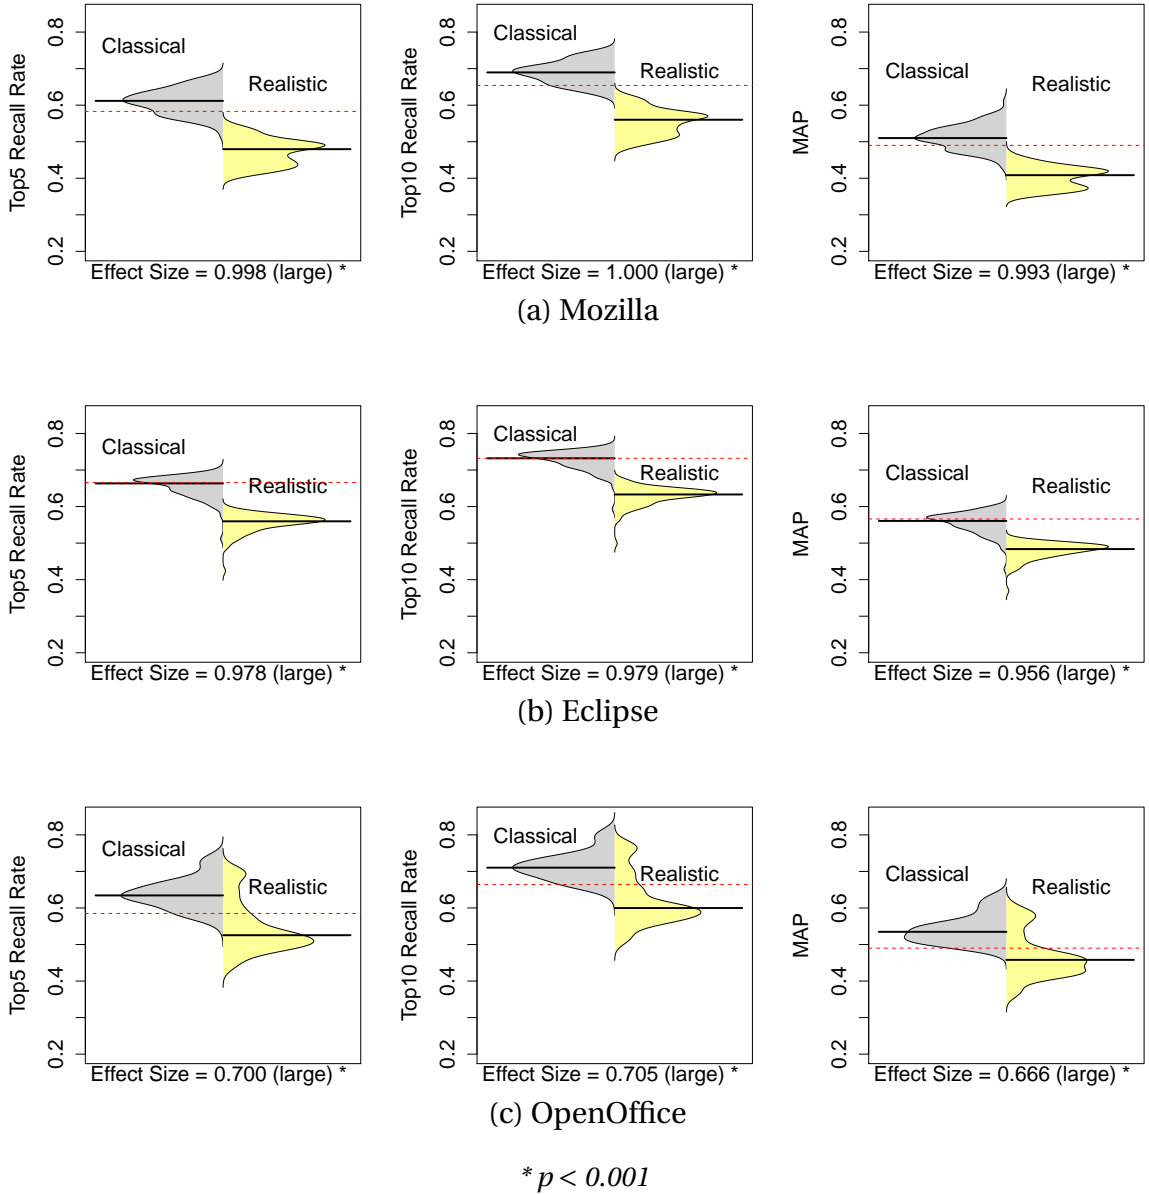 Top5 Recall Rate
0.2 0.4 0.6 0.8
Classical
Realistic
Effect Size = 0.998 (large) *
Top10 Recall Rate
0.2 0.4 0.6 0.8
Classical
Realistic
Effect Size = 1.000 (large) *
MAP
0.2 0.4 0.6 0.8
Classical
Realistic
Effect Size = 0.993 (large) *
(a) Mozilla
Top5 Recall Rate
0.2 0.4 0.6 0.8
Classical
Realistic
Effect Size = 0.978 (large) *
Top10 Recall Rate
0.2 0.4 0.6 0.8
Classical
Realistic
Effect Size = 0.979 (large) *
MAP
0.2 0.4 0.6 0.8
Classical
Realistic
Effect Size = 0.956 (large) *
(b) Eclipse
Top5 Recall Rate
0.2 0.4 0.6 0.8
Classical
Realistic
Effect Size = 0.700 (large) *
Top10 Recall Rate
0.2 0.4 0.6 0.8
Classical
Realistic
Effect Size = 0.705 (large) *
MAP
0.2 0.4 0.6 0.8
Classical
Realistic
Effect Size = 0.666 (large) *
(c) OpenOffice
* p < 0.001